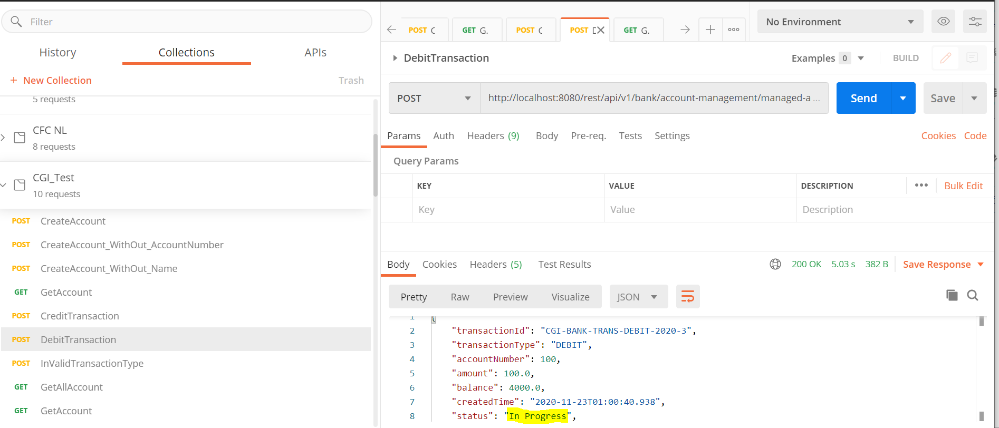 Filter
History Collections APIs
+ New Collection Trash
5 requests
CFC NL
8 requests
CGI_Test
10 requests
POST CreateAccount
POST CreateAccount_WithOut_AccountNumber
POST CreateAccount_WithOut_Name
GET GetAccount
POST CreditTransaction
POST DebitTransaction
POST InValidTransactionType
GET GetAllAccount
GET GetAccount
POST GET G. POST POST GET G.
No Environment
DebitTransaction
Examples 0 BUILD
POST http://localhost:8080/rest/api/v1/bank/account-management/managed-a ... Send Save
Params Auth Headers (9) Body Pre-req. Tests Settings Cookies Code
Query Params
KEY VALUE DESCRIPTION ••• Bulk Edit
Key Value Description
Body Cookies Headers (5) Test Results 200 OK 5.03 s 382 B Save Response
Pretty Raw Preview Visualize JSON
1 {
2 "transactionId": "CGI-BANK-TRANS-DEBIT-2020-3",
3 "transactionType": "DEBIT",
4 "accountNumber": 100,
5 "amount": 100.0,
6 "balance": 4000.0,
7 "createdTime": "2020-11-23T01:00:40.938",
8 "status": "In Progress",